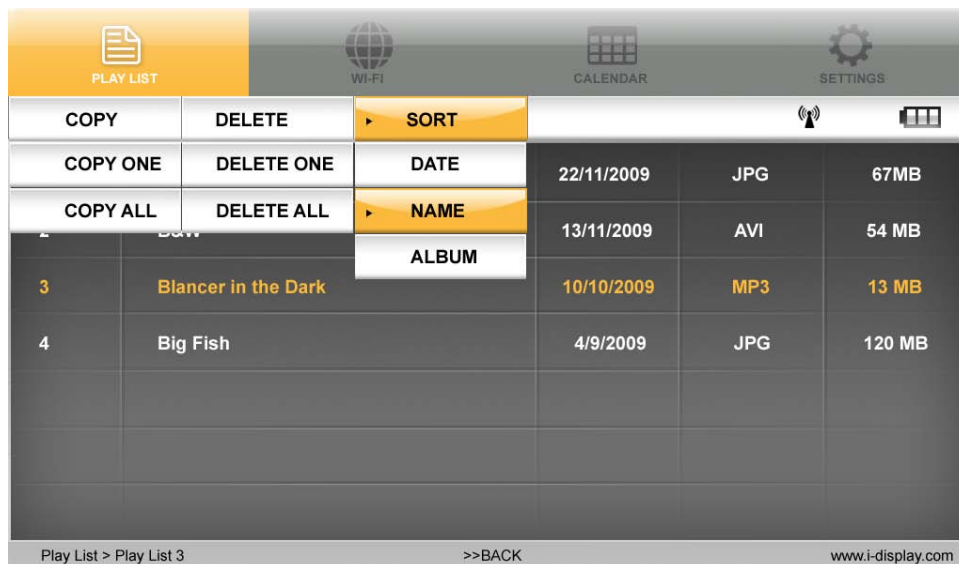 PLAY LIST WI-FI CALENDAR SETTINGS
COPY DELETE SORT
COPY ONE DELETE ONE DATE 22/11/2009 JPG 67MB
COPY ALL DELETE ALL NAME
13/11/2009 AVI 54 MB
ALBUM
3 Blancer in the Dark 10/10/2009 MP3 13 MB
4 Big Fish 4/9/2009 JPG 120 MB
Play List > Play List 3 >>BACK www.i-display.com